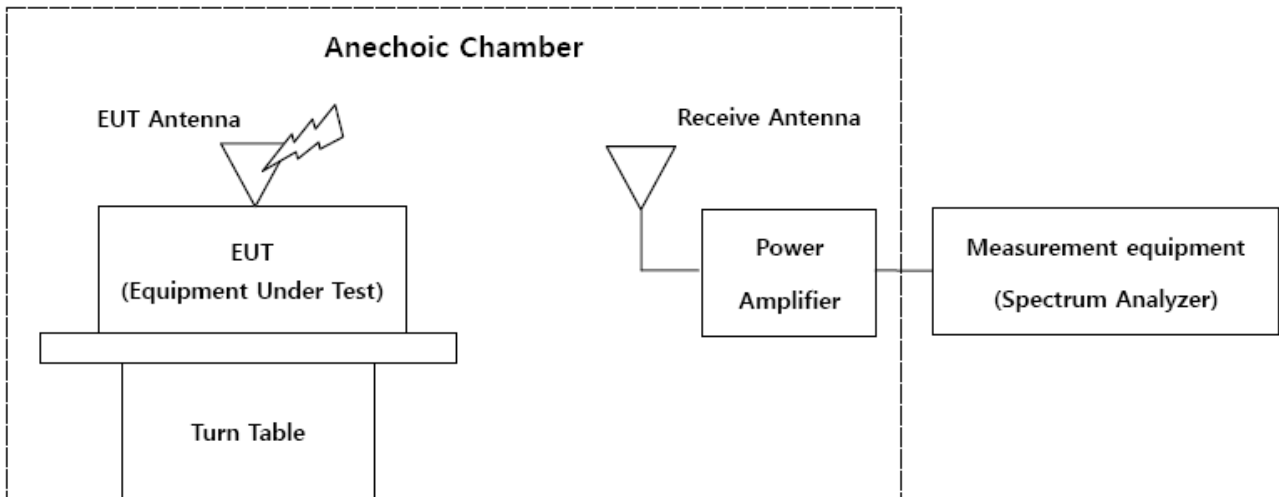 Anechoic Chamber
EUT Antenna
Receive Antenna
EUT
(Equipment Under Test)
Power
Amplifier
Measurement equipment
(Spectrum Analyzer)
Turn Table